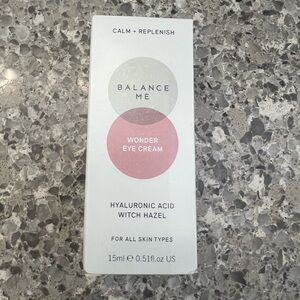 CALM + REPLENISH
BALANCE
ME
WONDER
EYE CREAM
HYALURONIC ACID
WITCH HAZEL
FOR ALL SKIN TYPES
15ml ℮ 0.51fl.oz US